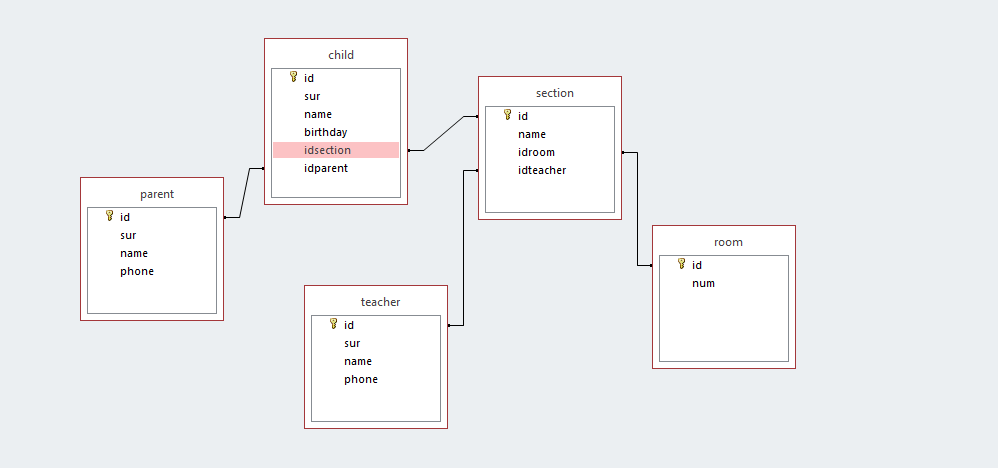 child
id
sur
name
birthday
idsection
idparent
section
id
name
idroom
idteacher
parent
id
sur
name
phone
room
id
num
teacher
id
sur
name
phone